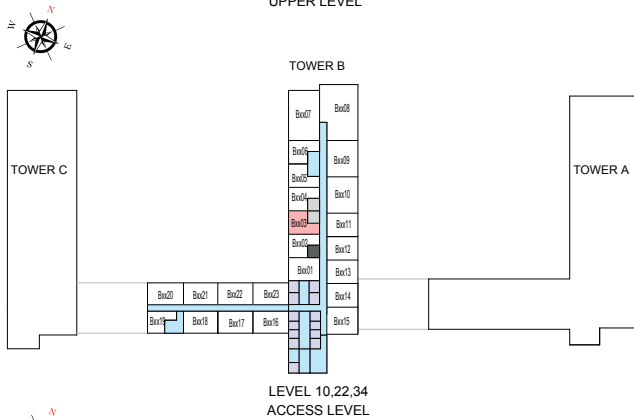 UPPER LEVEL
N
W
E
S
TOWER B
Bxx07
Bxx08
Bxx06
Bxx09
Bxx05
Bxx04
Bxx10
Bxx03
Bxx11
Bxx02
Bxx12
Bxx01
Bxx13
TOWER C
TOWER A
Bxx20
Bxx21
Bxx22
Bxx23
Bxx14
Bxx19
Bxx18
Bxx17
Bxx16
Bxx15
LEVEL 10,22,34
ACCESS LEVEL
N